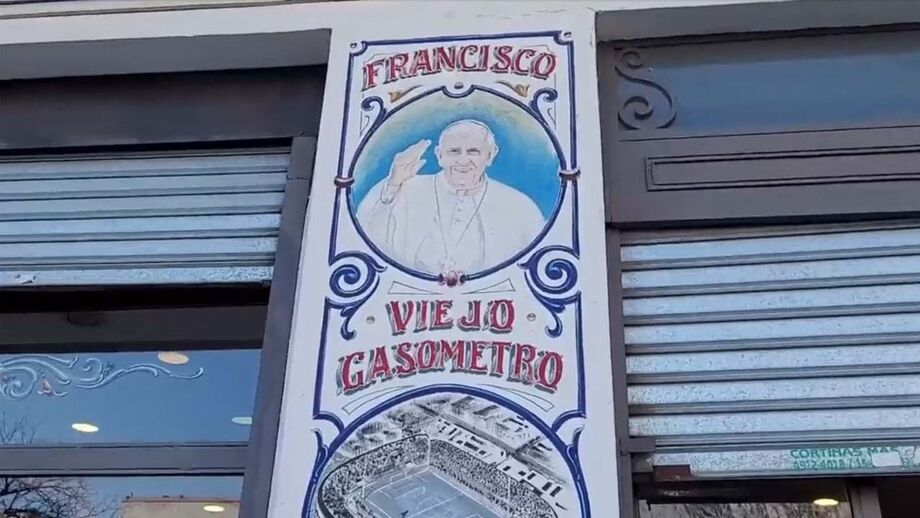 FRANCISCO
VIEJO
GASOMETRO
CORTINAS